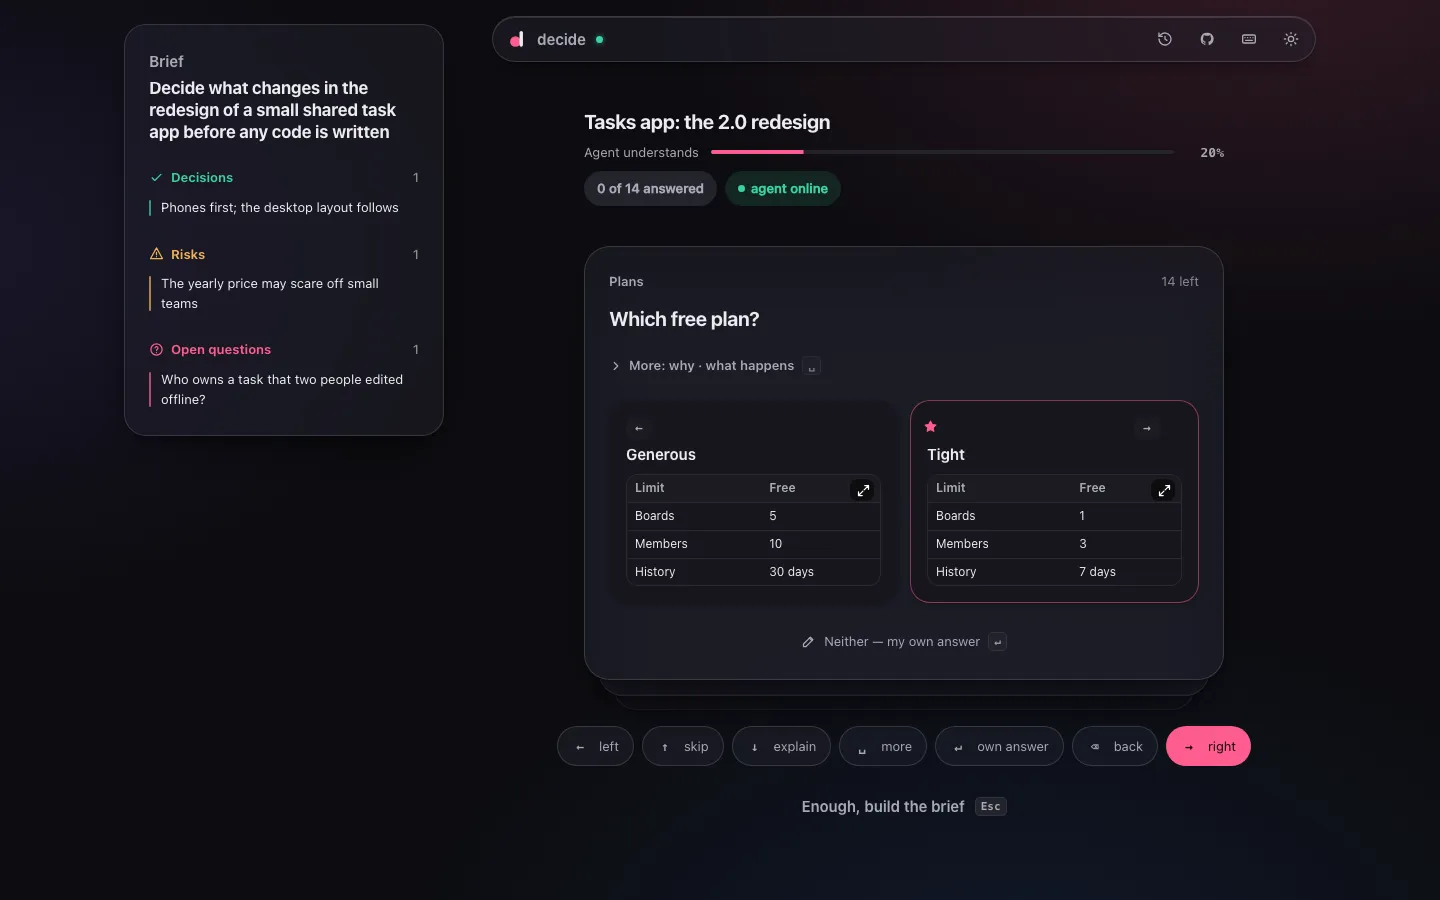 Brief
Decide what changes in the
redesign of a small shared task
app before any code is written
Decisions 1
Phones first; the desktop layout follows
Risks 1
The yearly price may scare off small
teams
Open questions 1
Who owns a task that two people edited
offline?
decide
Tasks app: the 2.0 redesign
Agent understands 20%
0 of 14 answered agent online
Plans 14 left
Which free plan?
More: why · what happens ␣
←
Generous
Limit Free
Boards 5
Members 10
History 30 days
→
Tight
Limit Free
Boards 1
Members 3
History 7 days
Neither — my own answer ↵
← left ↑ skip ↓ explain ␣ more ↵ own answer ⌫ back → right
Enough, build the brief Esc